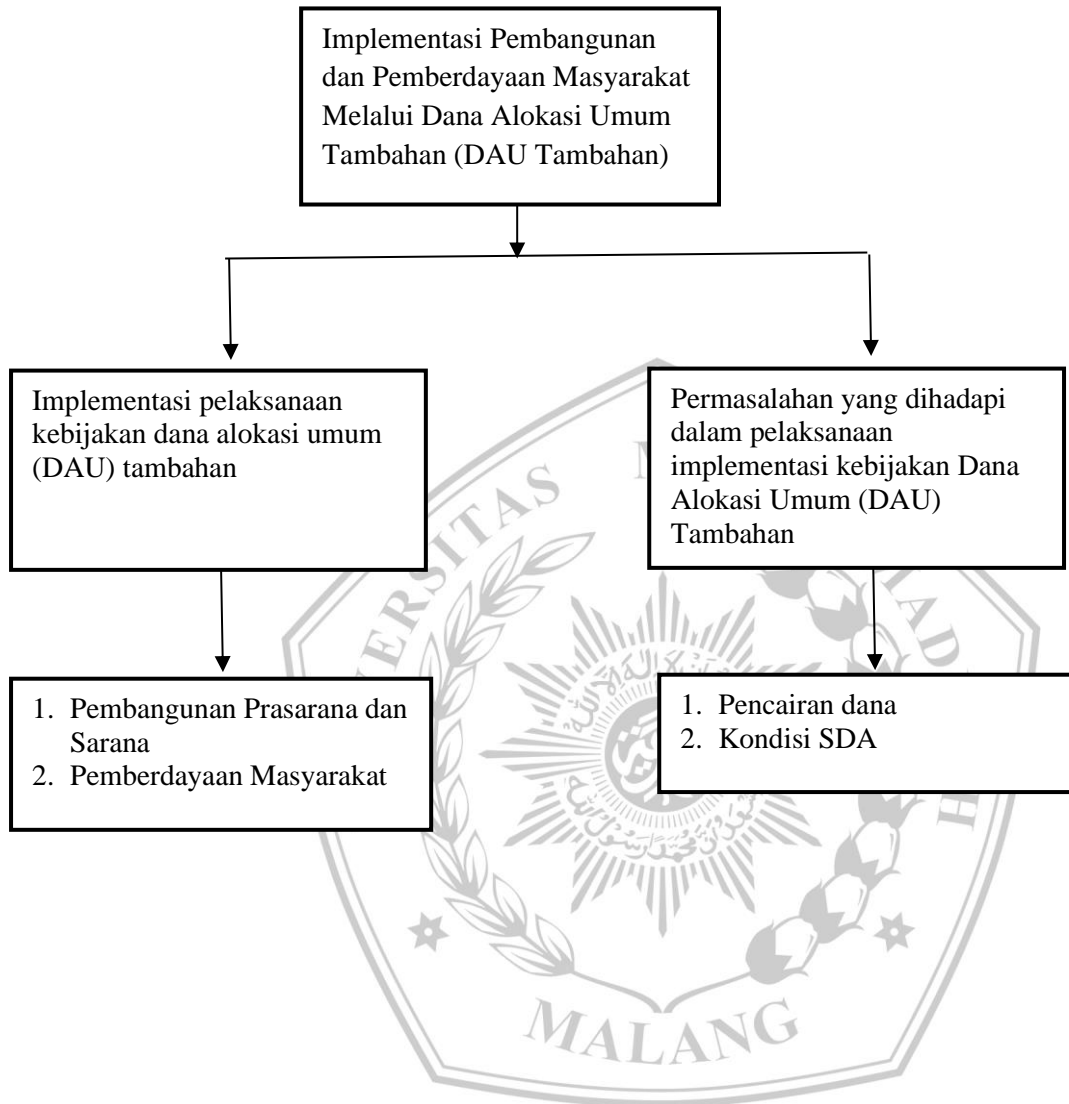 Implementasi Pembangunan
dan Pemberdayaan Masyarakat
Melalui Dana Alokasi Umum
Tambahan (DAU Tambahan)
Implementasi pelaksanaan
kebijakan dana alokasi umum
(DAU) tambahan
Permasalahan yang dihadapi
dalam pelaksanaan
implementasi kebijakan Dana
Alokasi Umum (DAU)
Tambahan
1. Pembangunan Prasarana dan
Sarana
2. Pemberdayaan Masyarakat
1. Pencairan dana
2. Kondisi SDA
MALANG